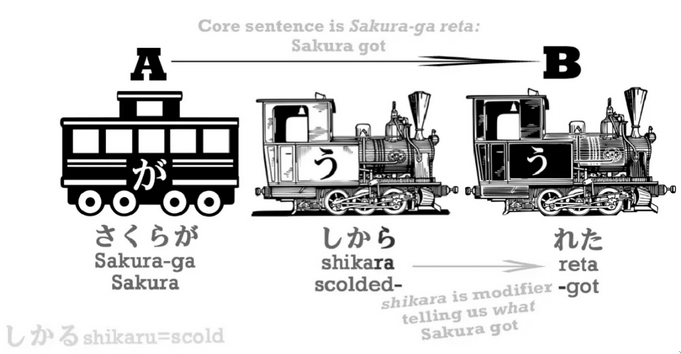 Core sentence is Sakura-ga reta:
Sakura got
A
B
が
う
う
さくらが
しから
れた
Sakura-ga
shikara
reta
Sakura
scolded-
-got
shikara is modifier
telling us what
Sakura got
しかる shikaru=scold